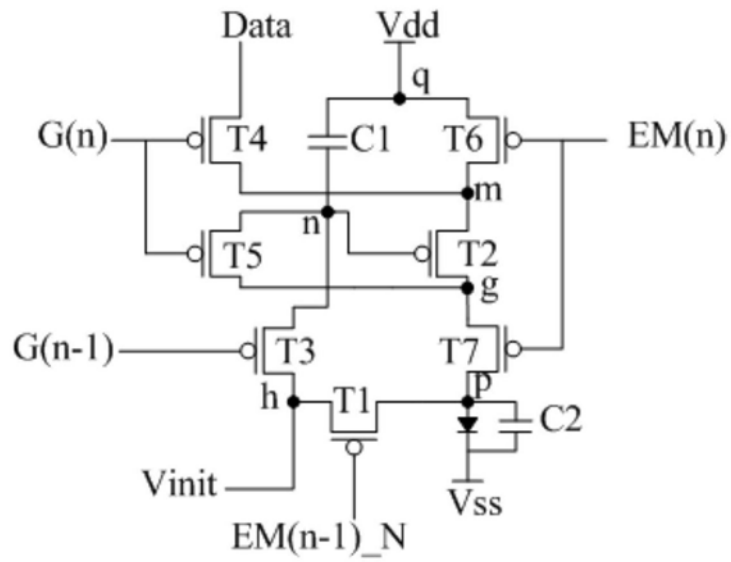 Data
Vdd
q
G(n)
T4
C1
T6
EM(n)
m
n
T5
T2
g
G(n-1)
T3
T7
h
T1
p
C2
Vinit
Vss
EM(n-1)_N